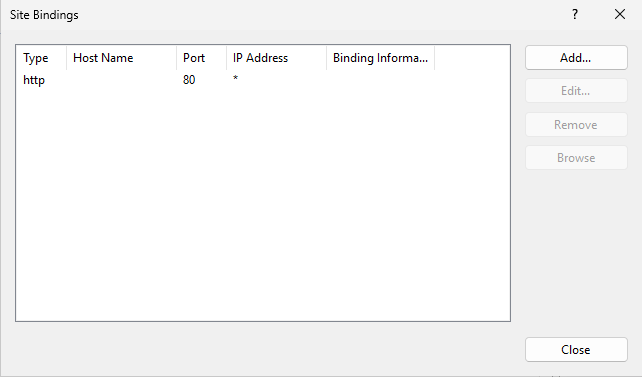 Site Bindings ? ×
Type Host Name Port IP Address Binding Informa... Add...
http 80 *
Edit...
Remove
Browse
Close